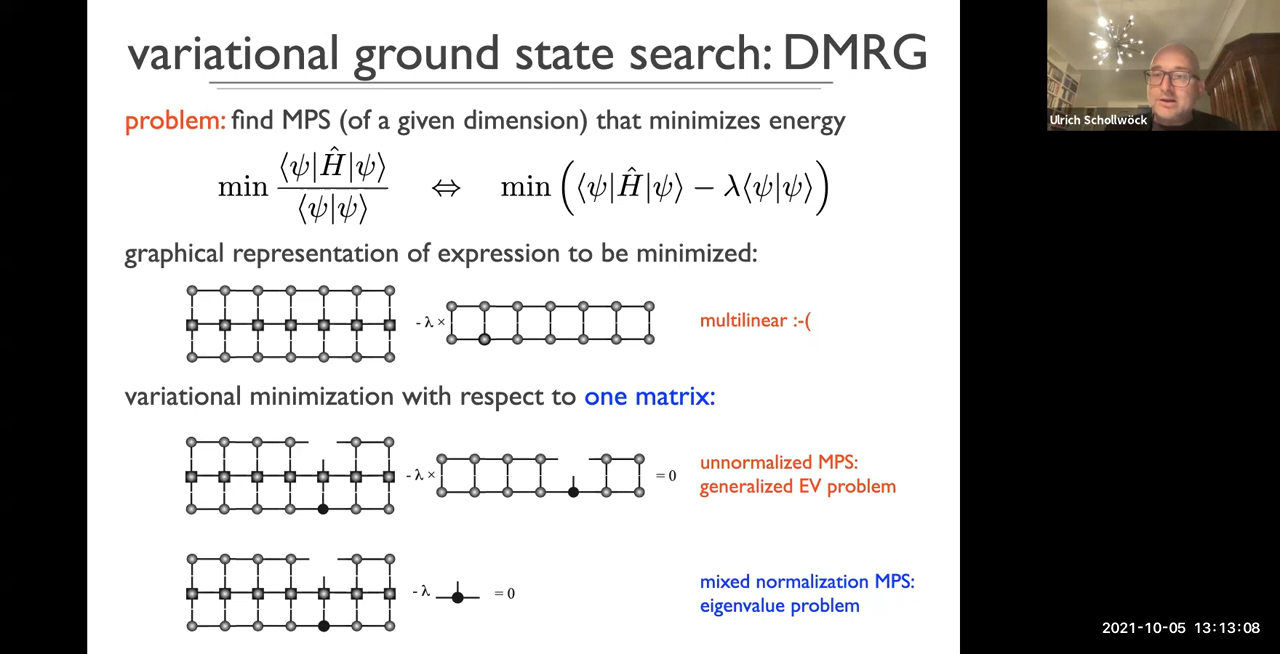 variational ground state search: DMRG
Ulrich Schollwöck
problem: find MPS (of a given dimension) that minimizes energy
min ⟨ψ|Ĥ|ψ⟩ / ⟨ψ|ψ⟩ ⇔ min (⟨ψ|Ĥ|ψ⟩ − λ⟨ψ|ψ⟩)
graphical representation of expression to be minimized:
- λ ×
multilinear :-(
variational minimization with respect to one matrix:
- λ × = 0
unnormalized MPS:
generalized EV problem
- λ = 0
mixed normalization MPS:
eigenvalue problem
2021-10-05 13:13:08